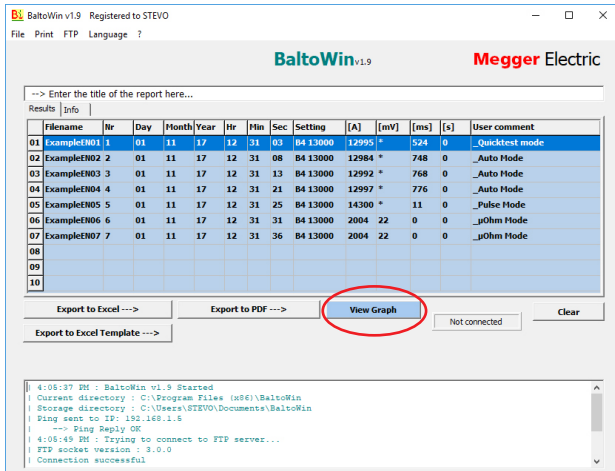 Bi BaltoWin v1.9 Registered to STEVO
File Print FTP Language ?
BaltoWin v1.9 Megger Electric
--> Enter the title of the report here...
Results Info
Filename Nr Day Month Year Hr Min Sec Setting [A] [mV] [ms] [s] User comment
01 ExampleEN01 1 01 11 17 12 31 03 B4 13000 12995 * 524 0 _Quicktest mode
02 ExampleEN02 2 01 11 17 12 31 08 B4 13000 12984 * 748 0 _Auto Mode
03 ExampleEN03 3 01 11 17 12 31 13 B4 13000 12992 * 768 0 _Auto Mode
04 ExampleEN04 4 01 11 17 12 31 21 B4 13000 12997 * 776 0 _Auto Mode
05 ExampleEN05 5 01 11 17 12 31 25 B4 13000 14300 * 11 0 _Pulse Mode
06 ExampleEN06 6 01 11 17 12 31 31 B4 13000 2004 22 0 0 _µOhm Mode
07 ExampleEN07 7 01 11 17 12 31 36 B4 13000 2004 22 0 0 _µOhm Mode
08
09
10
Export to Excel ---> Export to PDF ---> View Graph Not connected Clear
Export to Excel Template --->
| 4:05:37 PM : BaltoWin v1.9 Started
| Current directory : C:\Program Files (x86)\BaltoWin
| Storage directory : C:\Users\STEVO\Documents\BaltoWin
| Ping sent to IP: 192.168.1.5
| --> Ping Reply OK
| 4:05:49 PM : Trying to connect to FTP server...
| FTP socket version : 3.0.0
| Connection successful